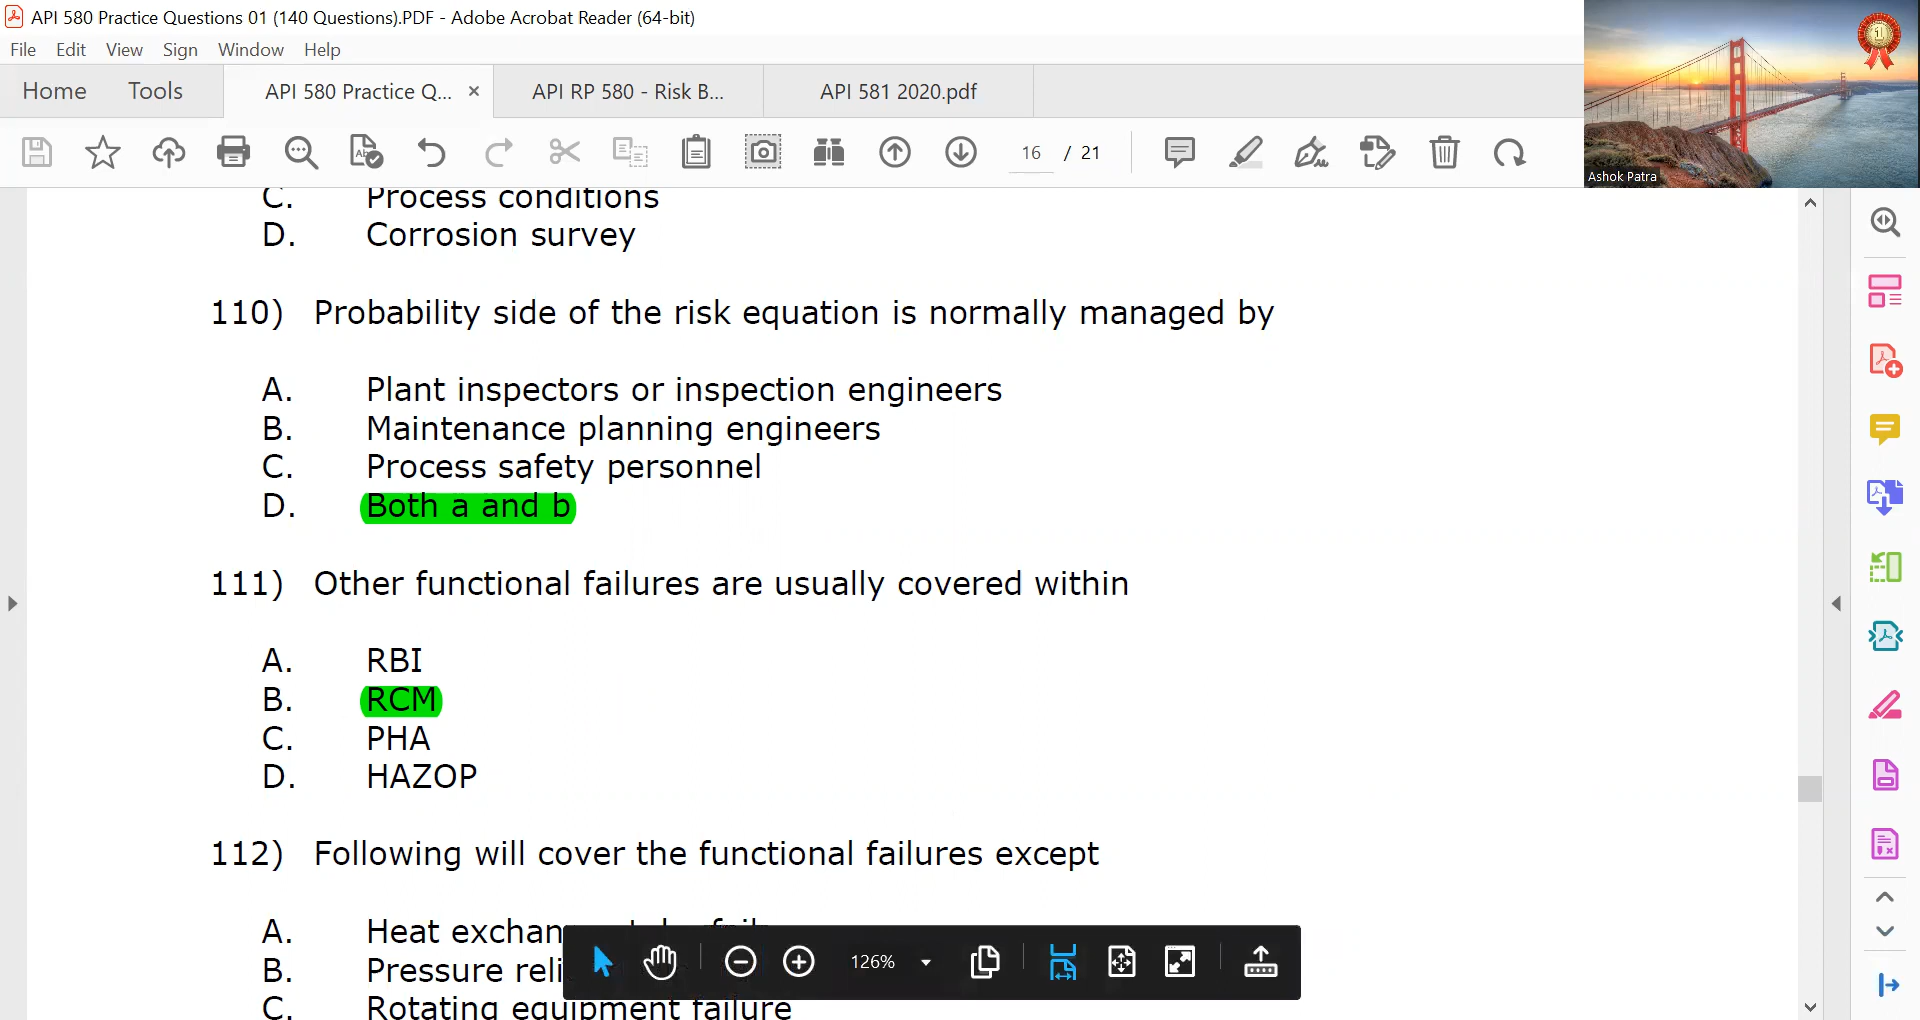 API 580 Practice Questions 01 (140 Questions).PDF - Adobe Acrobat Reader (64-bit)
File Edit View Sign Window Help
Home Tools API 580 Practice Q... × API RP 580 - Risk B... API 581 2020.pdf
16 / 21
Ashok Patra
C. Process conditions
D. Corrosion survey
110) Probability side of the risk equation is normally managed by
A. Plant inspectors or inspection engineers
B. Maintenance planning engineers
C. Process safety personnel
D. Both a and b
111) Other functional failures are usually covered within
A. RBI
B. RCM
C. PHA
D. HAZOP
112) Following will cover the functional failures except
A. Heat exchan
B. Pressure reli
C. Rotating equipment failure
126%